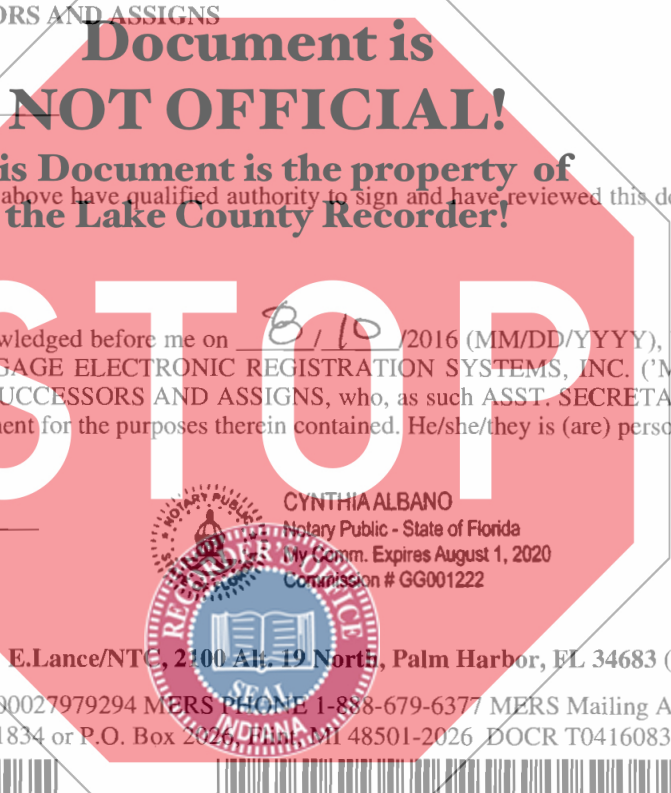 ORS AND ASSIGNS
Document is
NOT OFFICIAL!
is Document is the property of
above have qualified authority to sign and have reviewed this do
the Lake County Recorder!
STOP
wledged before me on 8/10/2016 (MM/DD/YYYY),
GAGE ELECTRONIC REGISTRATION SYSTEMS, INC. ('M
UCCESSORS AND ASSIGNS, who, as such ASST. SECRETA
ment for the purposes therein contained. He/she/they is (are) perso
NOTARY PUBLIC
CYNTHIA ALBANO
Notary Public - State of Florida
My Comm. Expires August 1, 2020
Commission # GG001222
RECORDER'S OFFICE
SEAL
INDIANA
E.Lance/NTC, 2100 Alt. 19 North, Palm Harbor, FL 34683 (
00027979294 MERS PHONE 1-888-679-6377 MERS Mailing A
1834 or P.O. Box 2026, Flint, MI 48501-2026 DOCR T0416083